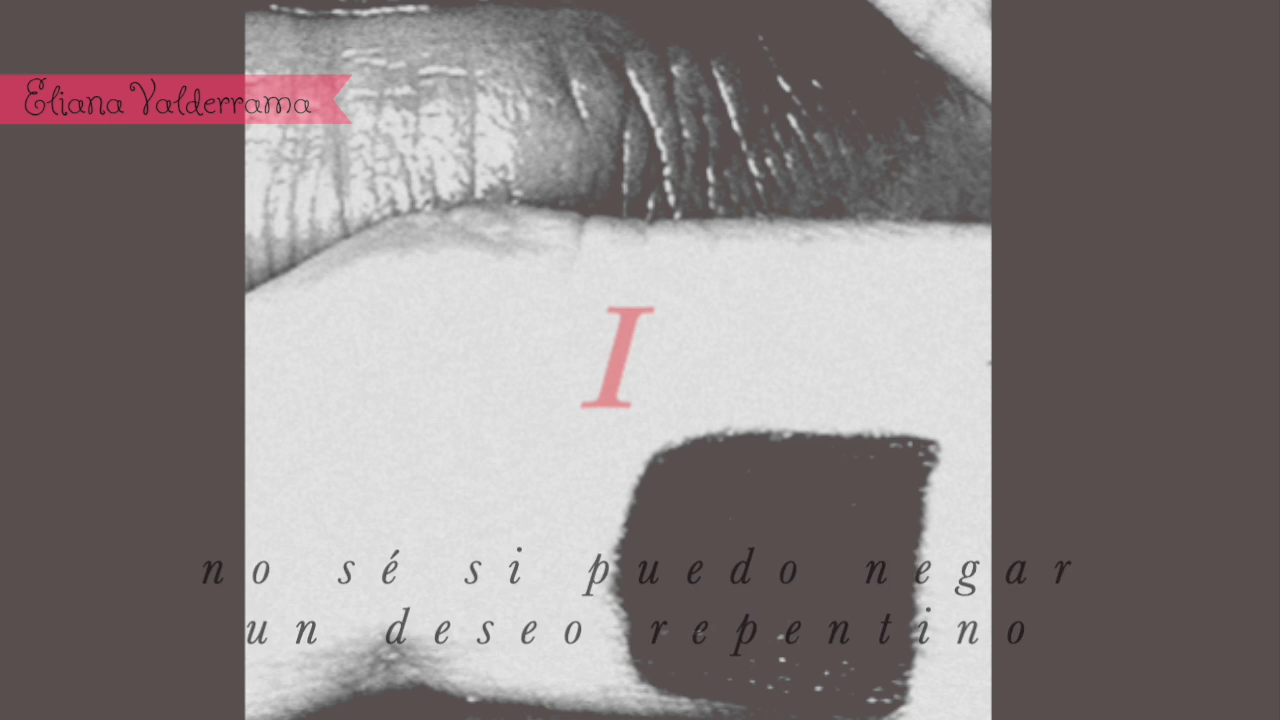 Eliana Valderrama
I
no sé si puedo negar
un deseo repentino